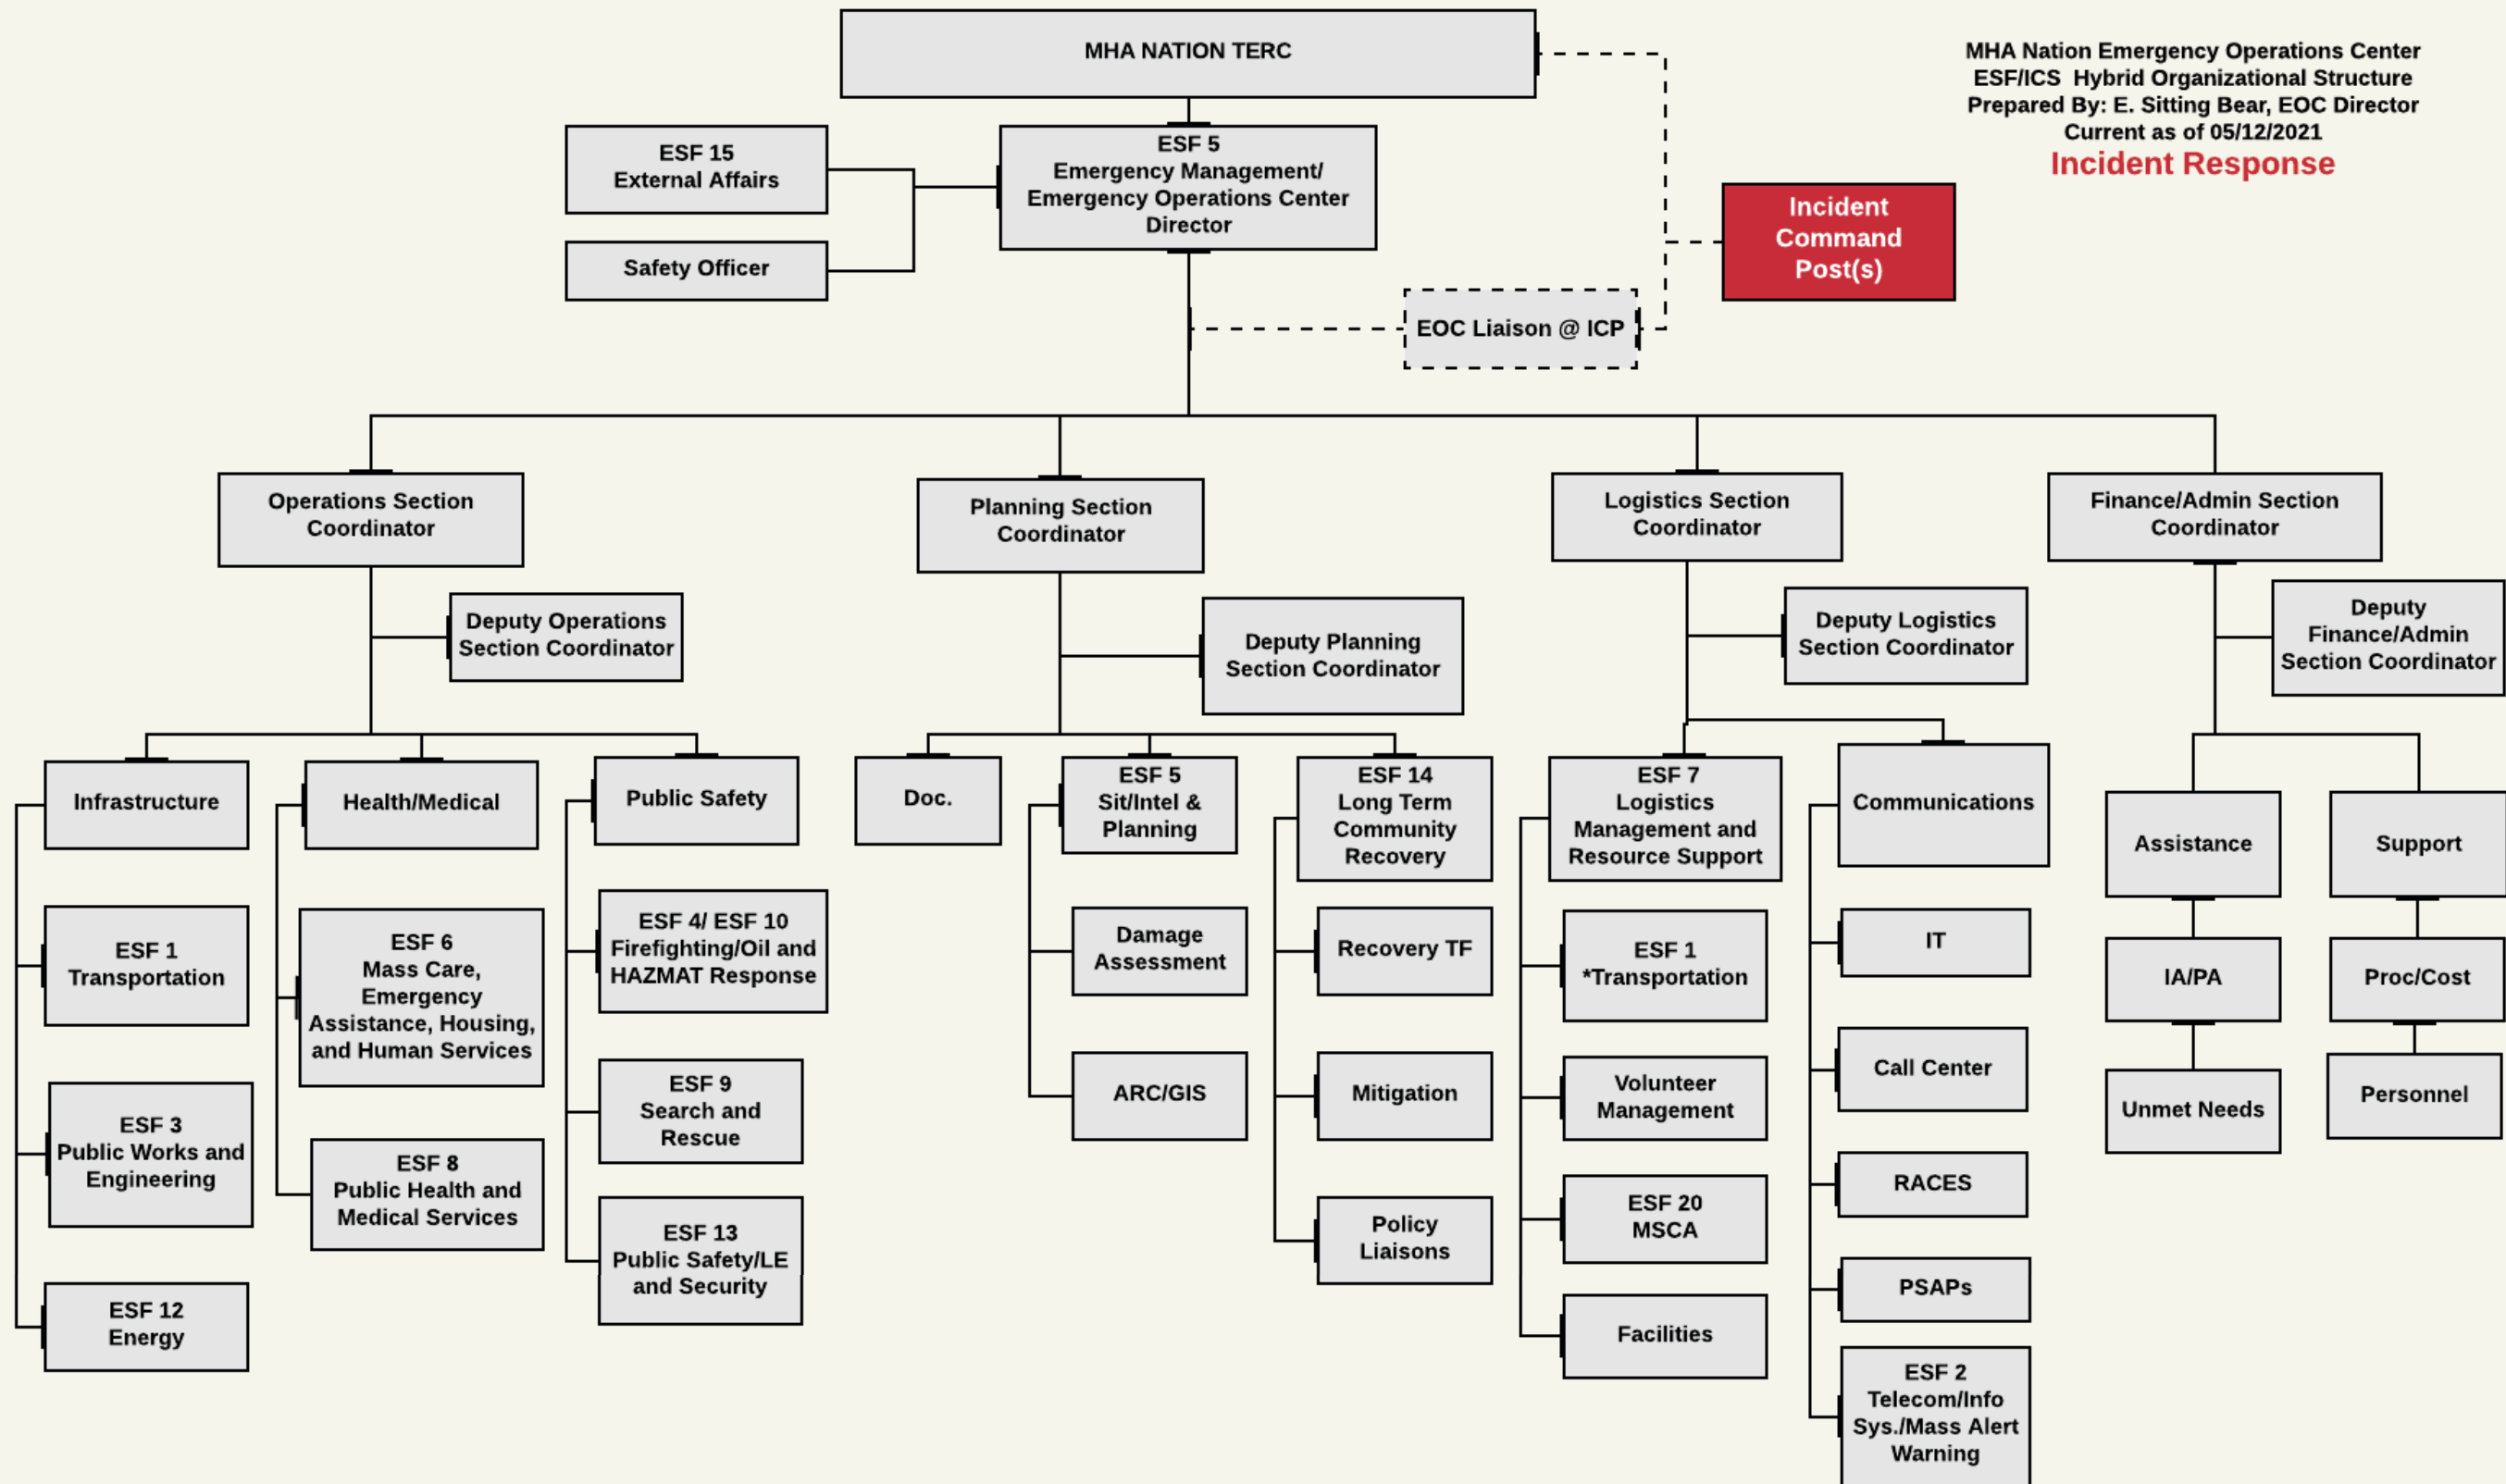 MHA NATION TERC
MHA Nation Emergency Operations Center
ESF/ICS  Hybrid Organizational Structure
Prepared By: E. Sitting Bear, EOC Director
Current as of 05/12/2021
Incident Response
ESF 15
External Affairs
ESF 5
Emergency Management/
Emergency Operations Center
Director
Safety Officer
Incident
Command
Post(s)
EOC Liaison @ ICP
Operations Section
Coordinator
Planning Section
Coordinator
Logistics Section
Coordinator
Finance/Admin Section
Coordinator
Deputy Operations
Section Coordinator
Deputy Planning
Section Coordinator
Deputy Logistics
Section Coordinator
Deputy
Finance/Admin
Section Coordinator
Infrastructure
ESF 1
Transportation
ESF 3
Public Works and
Engineering
ESF 12
Energy
Health/Medical
ESF 6
Mass Care,
Emergency
Assistance, Housing,
and Human Services
ESF 8
Public Health and
Medical Services
Public Safety
ESF 4/ ESF 10
Firefighting/Oil and
HAZMAT Response
ESF 9
Search and
Rescue
ESF 13
Public Safety/LE
and Security
Doc.
ESF 5
Sit/Intel &
Planning
Damage
Assessment
ARC/GIS
ESF 14
Long Term
Community
Recovery
Recovery TF
Mitigation
Policy
Liaisons
ESF 7
Logistics
Management and
Resource Support
ESF 1
*Transportation
Volunteer
Management
ESF 20
MSCA
Facilities
Communications
IT
Call Center
RACES
PSAPs
ESF 2
Telecom/Info
Sys./Mass Alert
Warning
Assistance
IA/PA
Unmet Needs
Support
Proc/Cost
Personnel